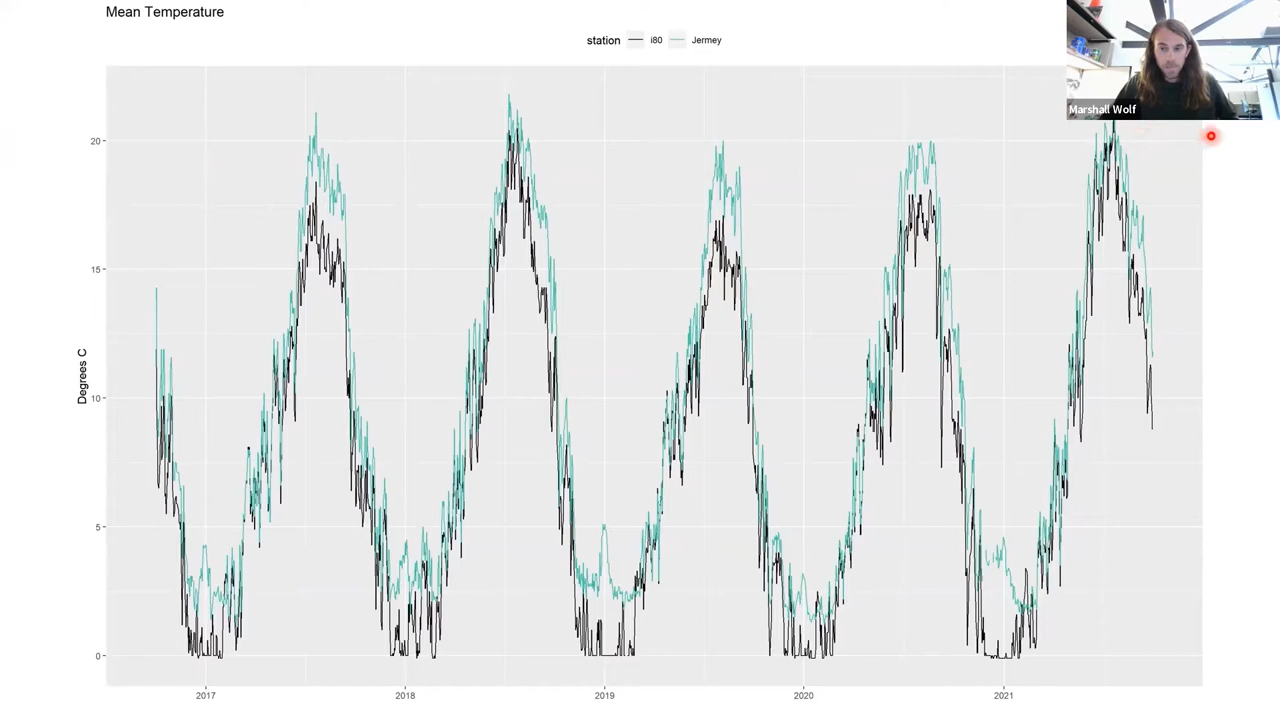 Mean Temperature
station i80 Jermey
Marshall Wolf
20
15
Degrees C
10
5
0
2017 2018 2019 2020 2021